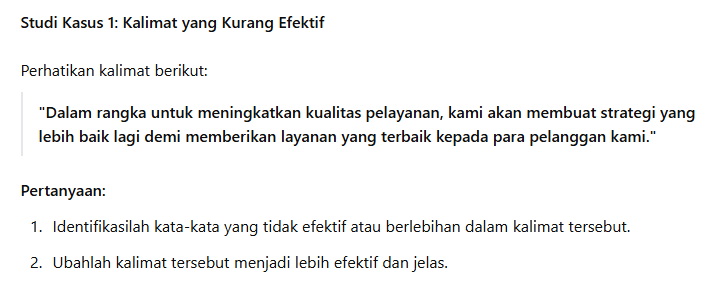 Studi Kasus 1: Kalimat yang Kurang Efektif
Perhatikan kalimat berikut:
"Dalam rangka untuk meningkatkan kualitas pelayanan, kami akan membuat strategi yang
lebih baik lagi demi memberikan layanan yang terbaik kepada para pelanggan kami."
Pertanyaan:
1. Identifikasilah kata-kata yang tidak efektif atau berlebihan dalam kalimat tersebut.
2. Ubahlah kalimat tersebut menjadi lebih efektif dan jelas.